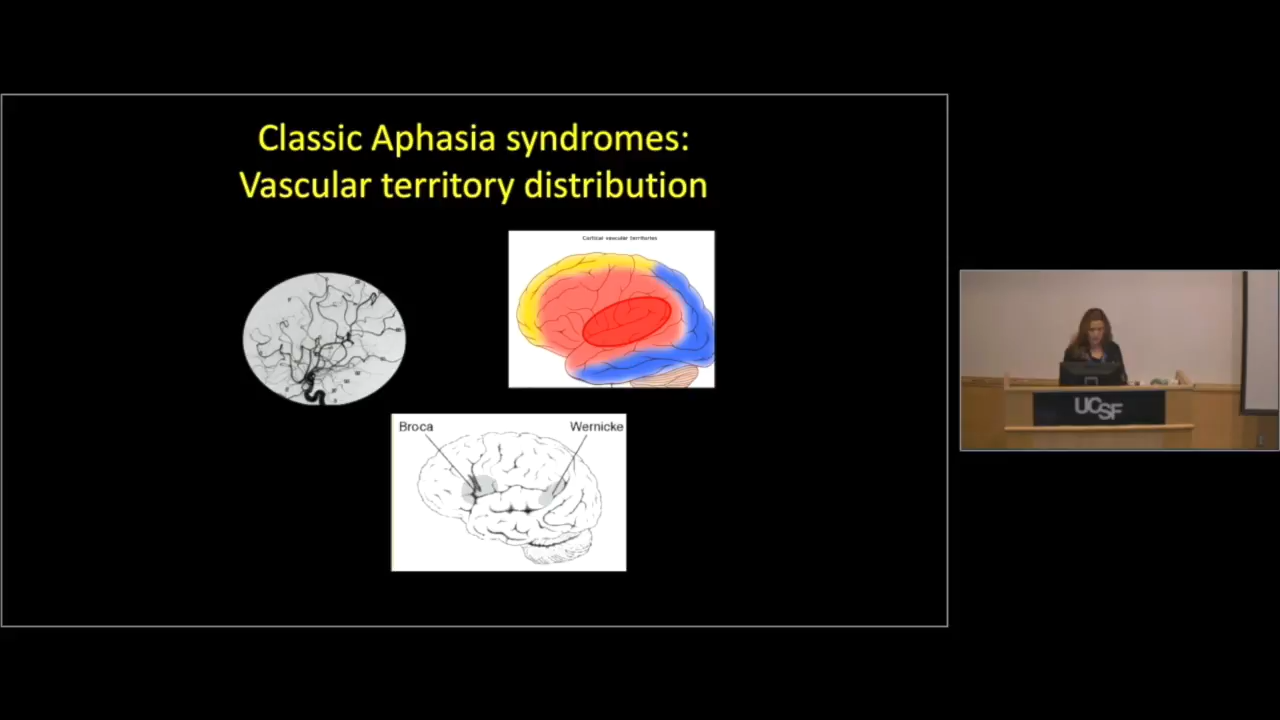 Classic Aphasia syndromes:
Vascular territory distribution
Cortical vascular territories
Broca
Wernicke
UCSF